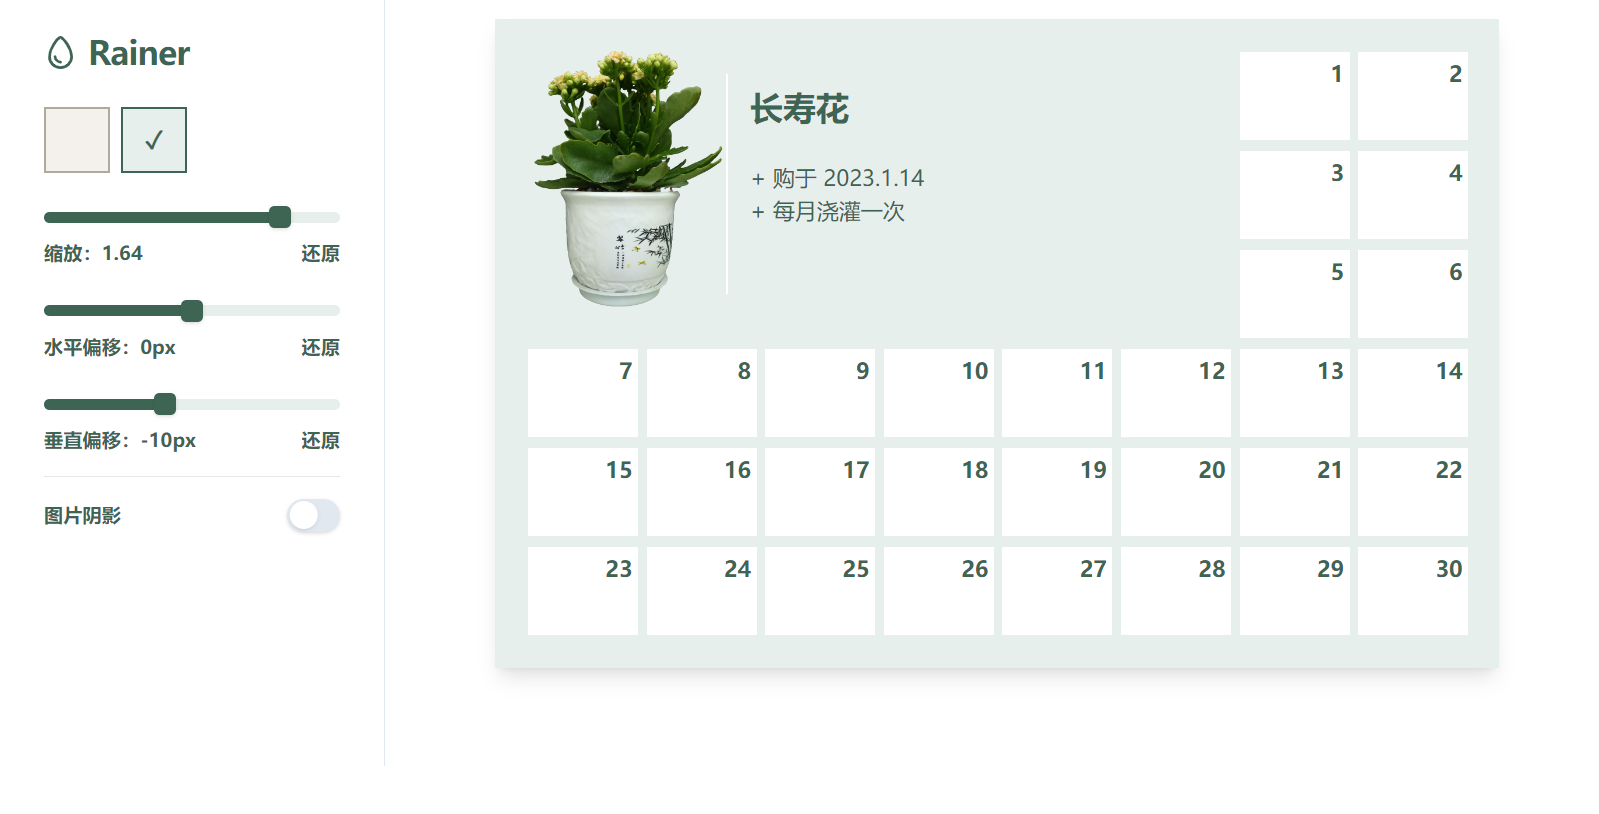 Rainer
✓
缩放：1.64 还原
水平偏移：0px 还原
垂直偏移：-10px 还原
图片阴影
长寿花
+ 购于 2023.1.14
+ 每月浇灌一次
1 2
3 4
5 6
7 8 9 10 11 12 13 14
15 16 17 18 19 20 21 22
23 24 25 26 27 28 29 30